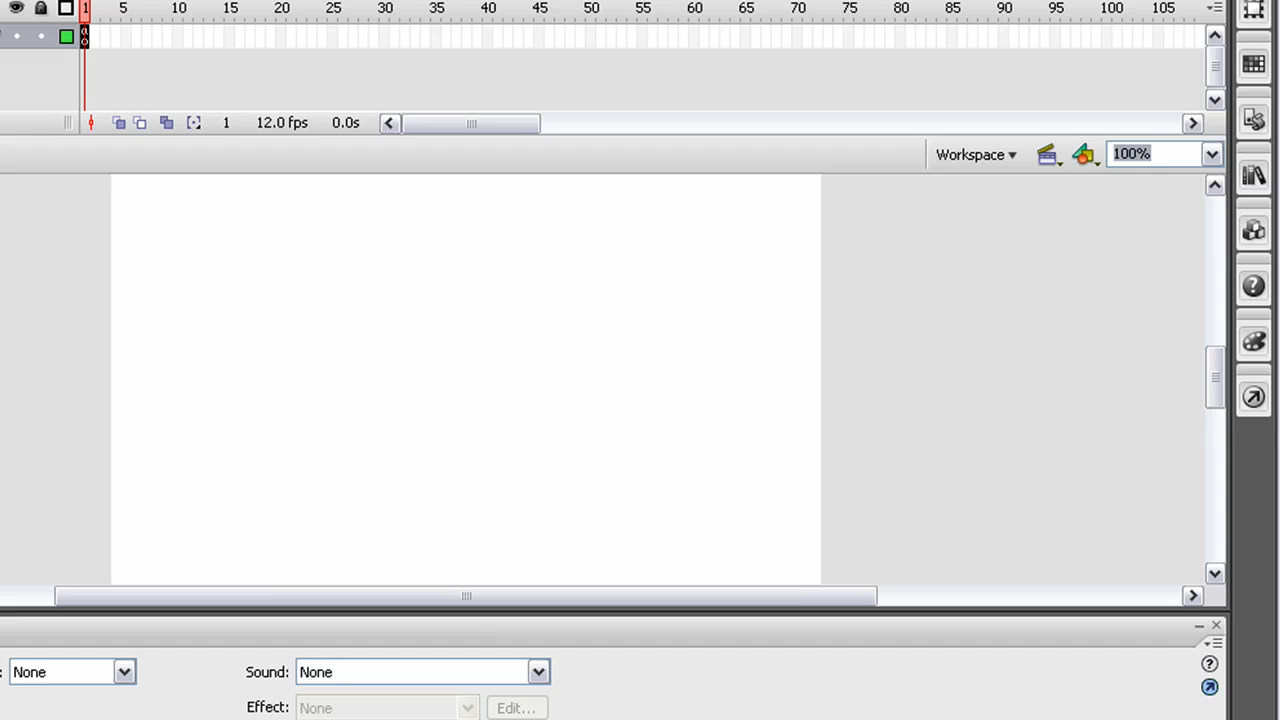 1 5 10 15 20 25 30 35 40 45 50 55 60 65 70 75 80 85 90 95 100 105
1 12.0 fps 0.0s
Workspace 100%
: None Sound: None
Effect: None Edit...